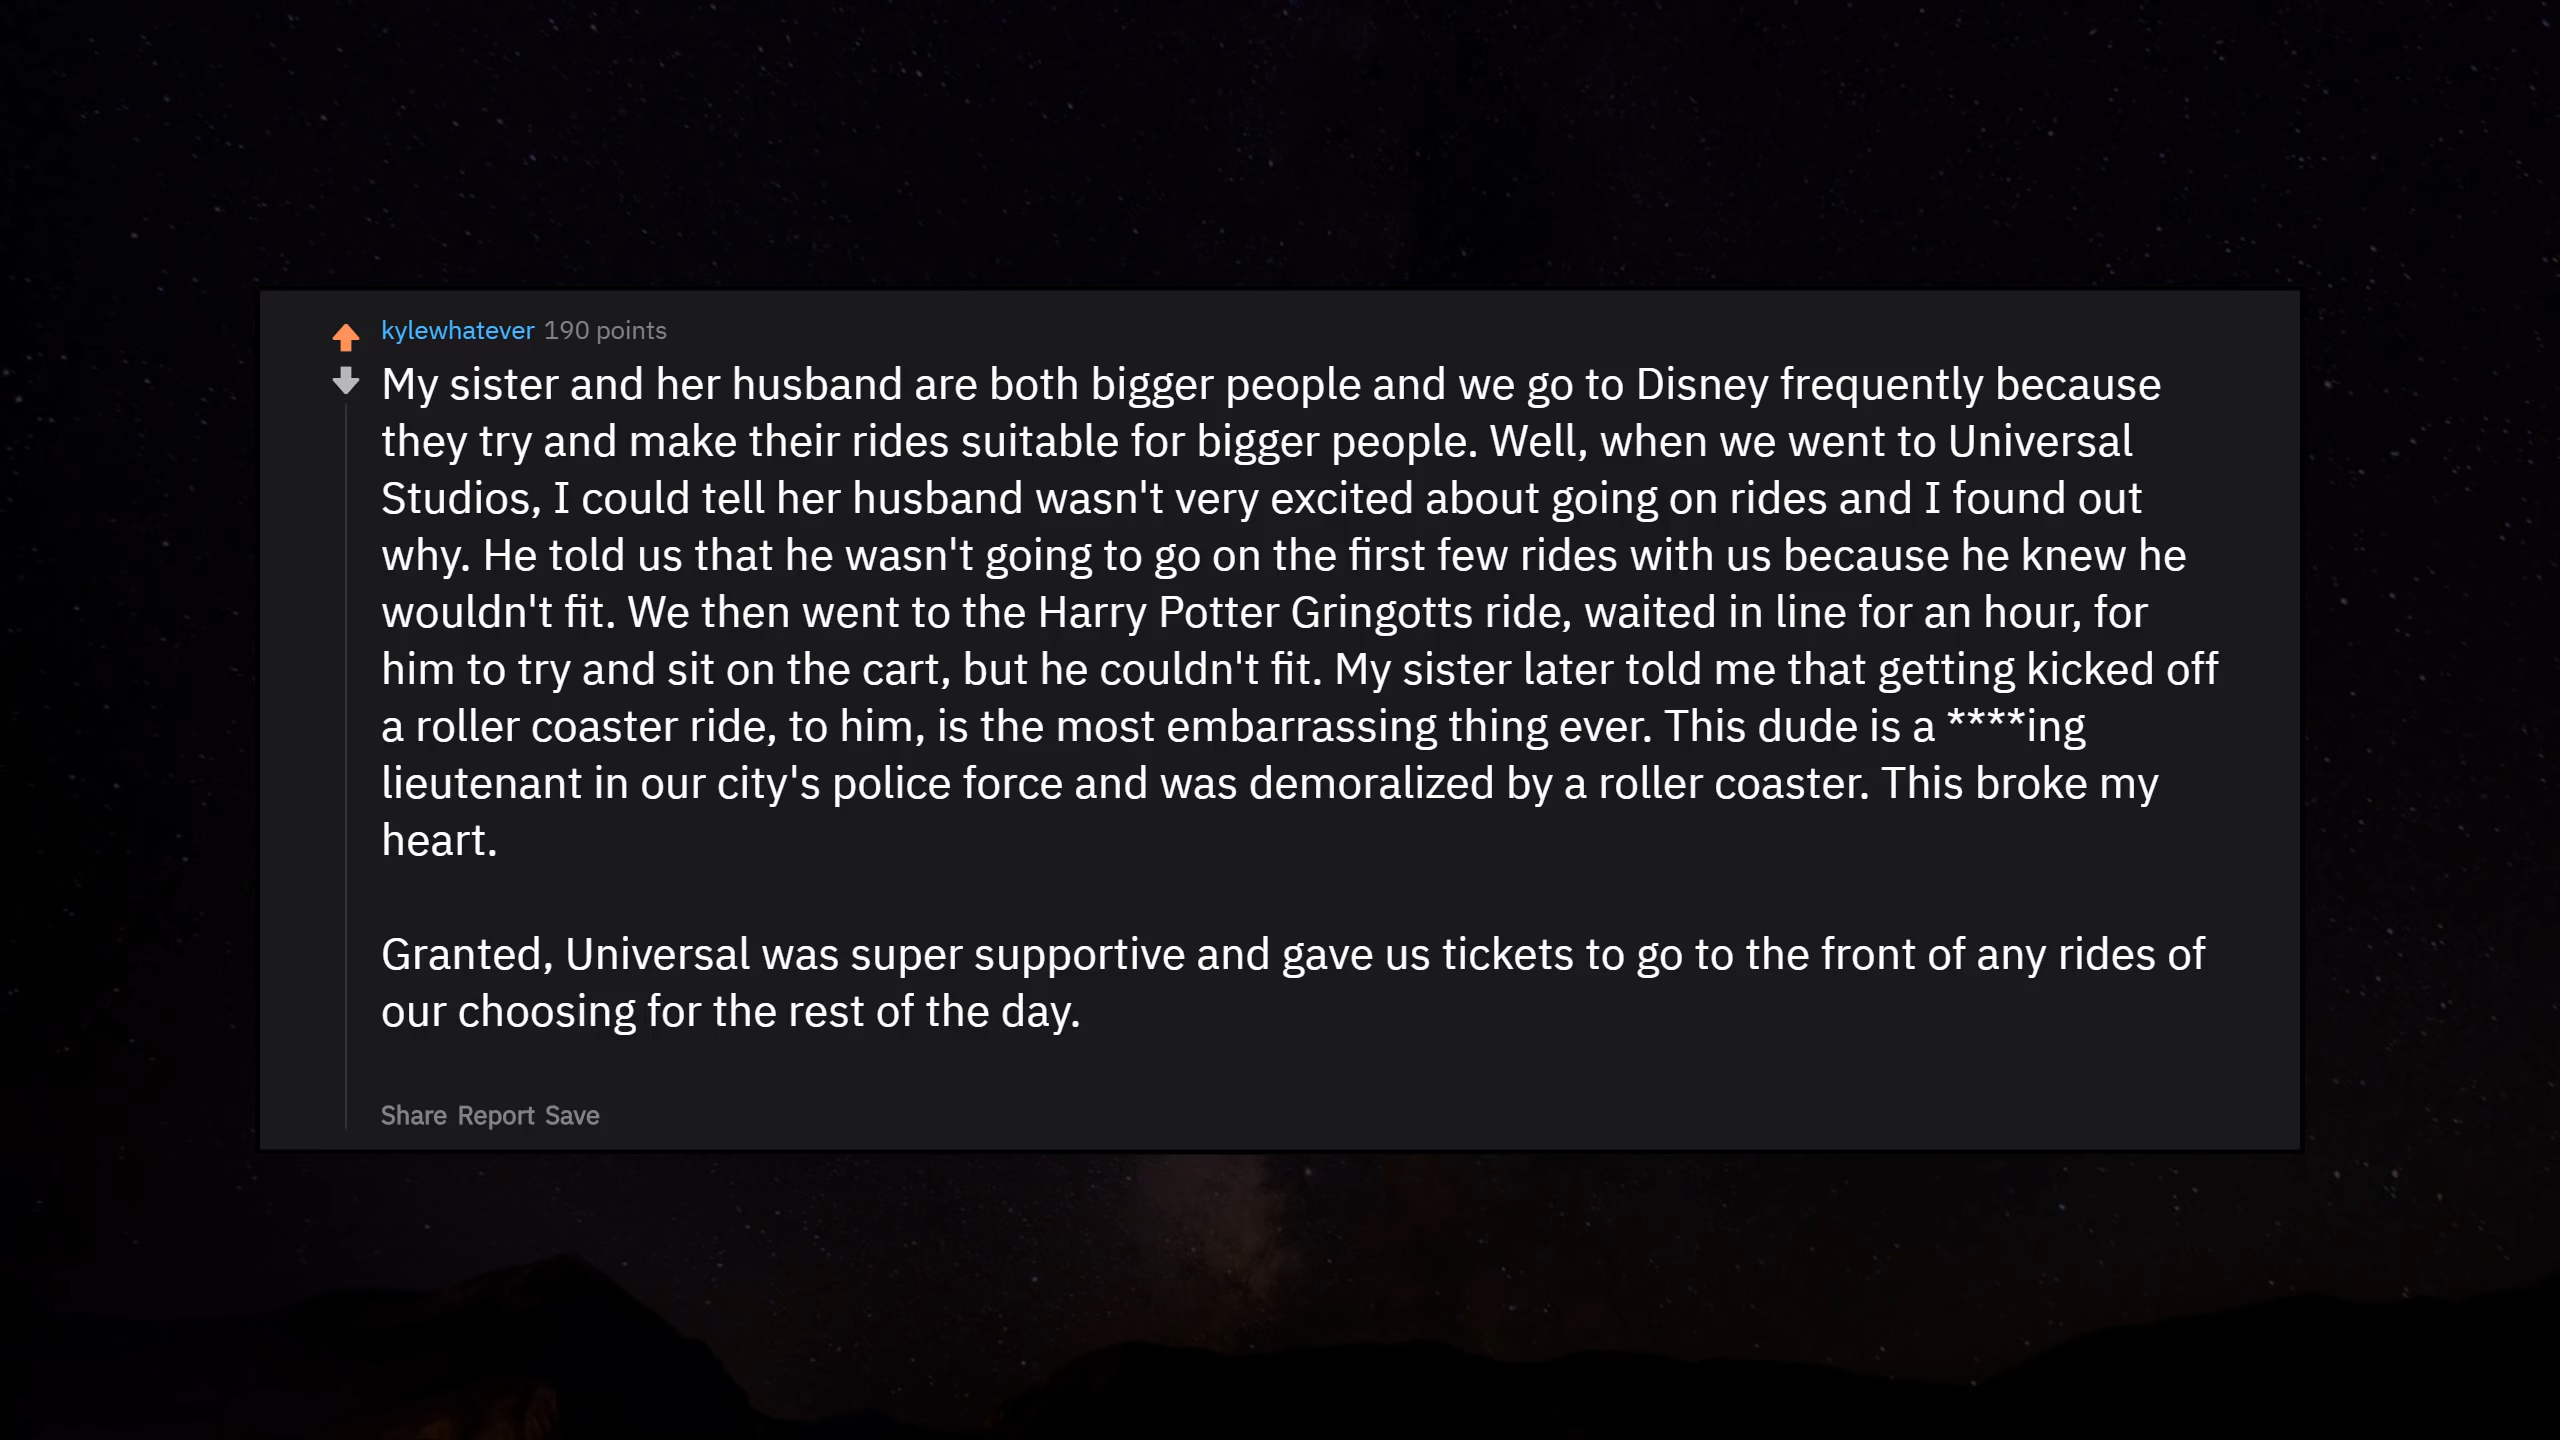 kylewhatever 190 points
My sister and her husband are both bigger people and we go to Disney frequently because
they try and make their rides suitable for bigger people. Well, when we went to Universal
Studios, I could tell her husband wasn't very excited about going on rides and I found out
why. He told us that he wasn't going to go on the first few rides with us because he knew he
wouldn't fit. We then went to the Harry Potter Gringotts ride, waited in line for an hour, for
him to try and sit on the cart, but he couldn't fit. My sister later told me that getting kicked off
a roller coaster ride, to him, is the most embarrassing thing ever. This dude is a ****ing
lieutenant in our city's police force and was demoralized by a roller coaster. This broke my
heart.
Granted, Universal was super supportive and gave us tickets to go to the front of any rides of
our choosing for the rest of the day.
Share Report Save